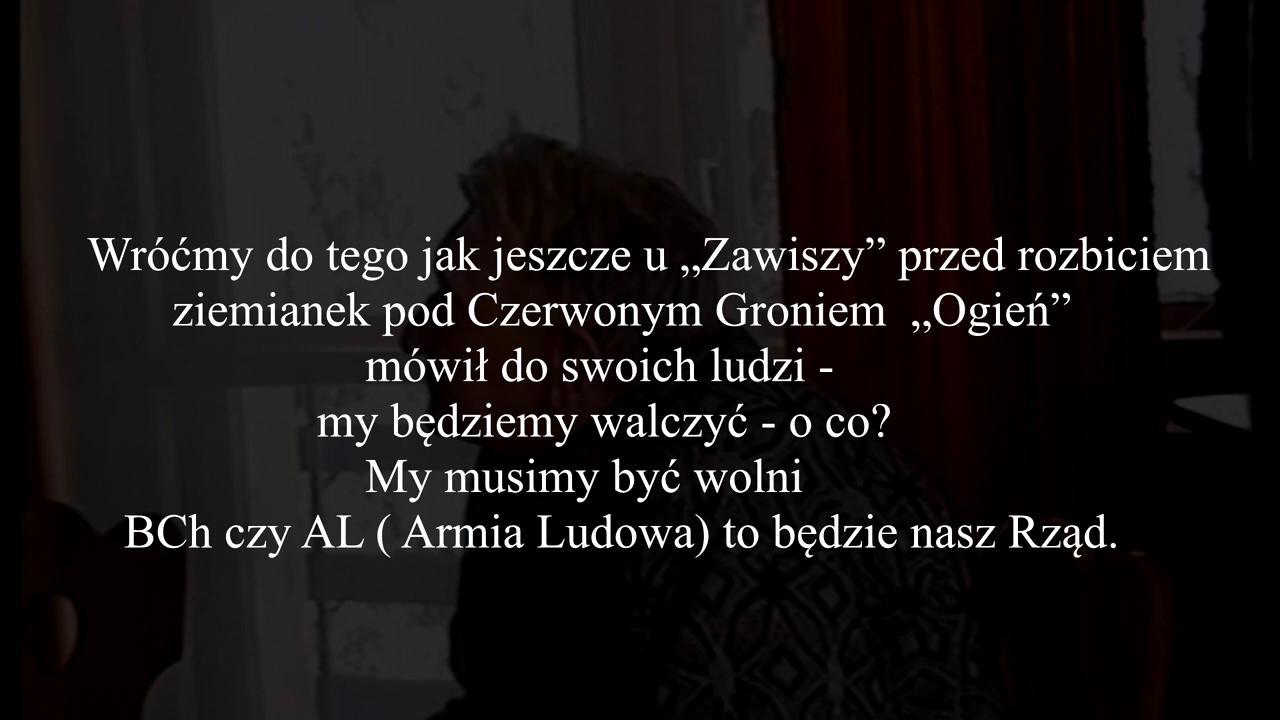 Wróćmy do tego jak jeszcze u „Zawiszy” przed rozbiciem
ziemianek pod Czerwonym Groniem „Ogień”
mówił do swoich ludzi -
my będziemy walczyć - o co?
My musimy być wolni
BCh czy AL ( Armia Ludowa) to będzie nasz Rząd.